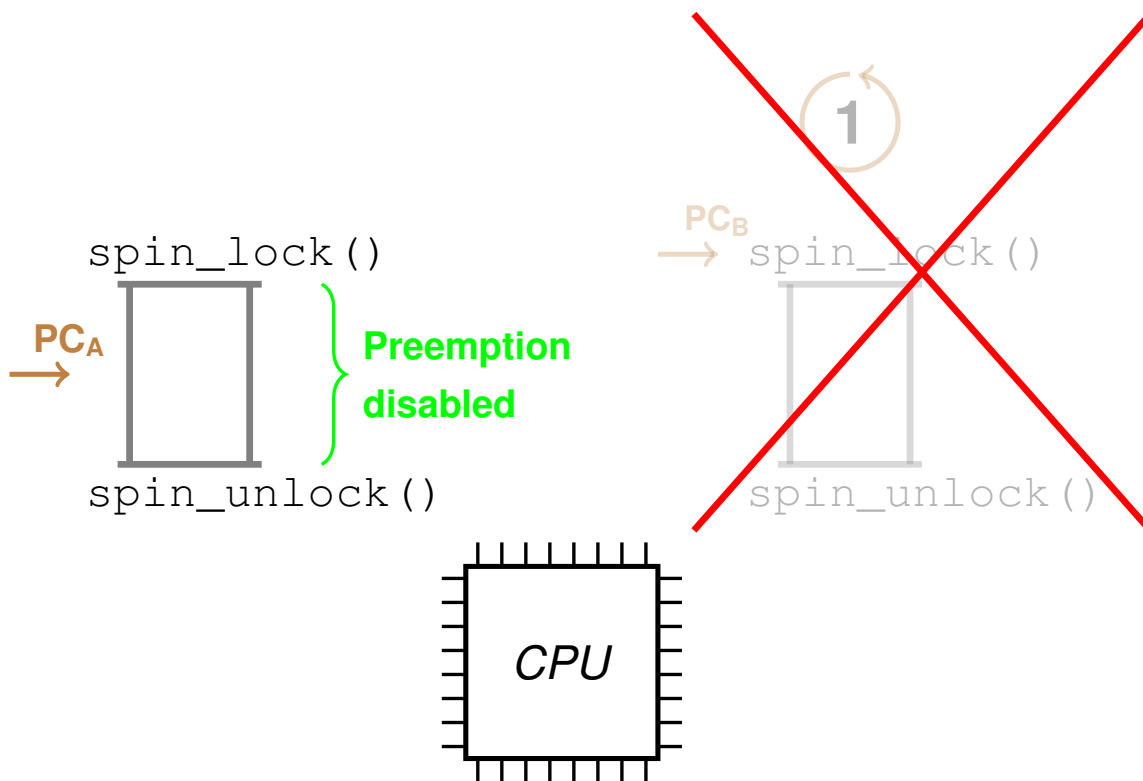 1
PC_B
spin_lock()
spin_lock()
PC_A
Preemption
disabled
spin_unlock()
spin_unlock()
CPU